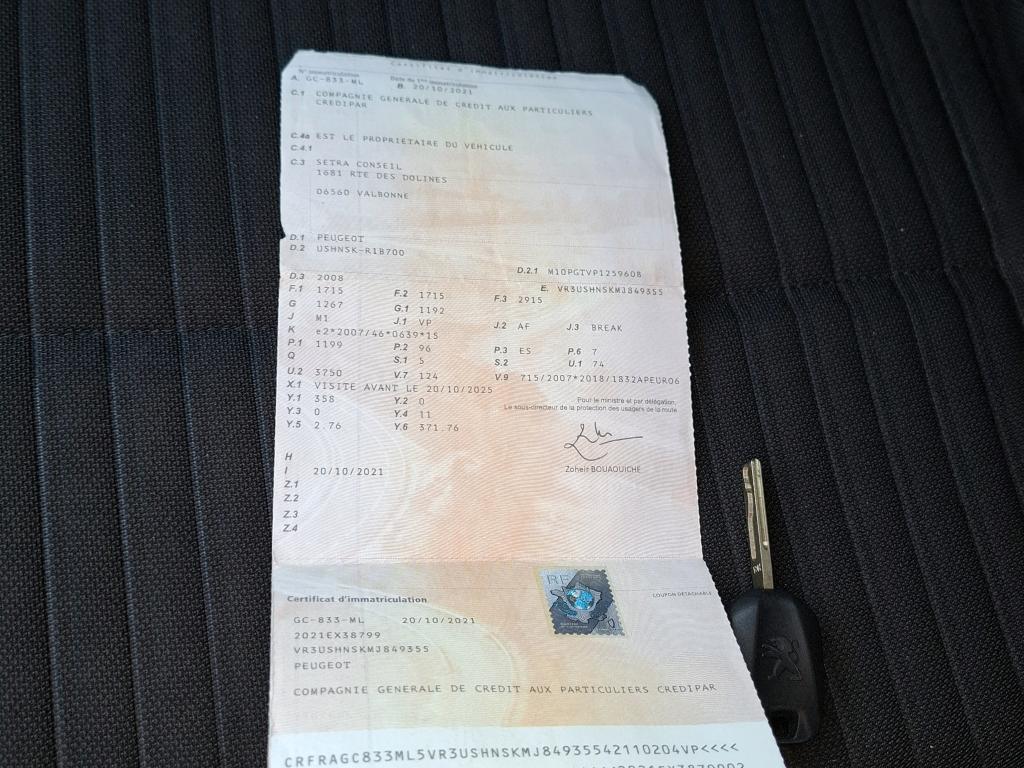 Certificat d'immatriculation
N° immatriculation Date de 1ère immatriculation
A. GC-833-ML B. 20/10/2021
C.1 COMPAGNIE GENERALE DE CREDIT AUX PARTICULIERS
CREDIPAR
C.4a EST LE PROPRIETAIRE DU VEHICULE
C.4.1
C.3 SETRA CONSEIL
1681 RTE DES DOLINES
06560 VALBONNE
D.1 PEUGEOT
D.2 USHNSK-R1B700
D.2.1 M10PGTVP1259608
D.3 2008 E. VR3USHNSKMJ849355
F.1 1715 F.2 1715 F.3 2915
G 1267 G.1 1192
J M1 J.1 VP J.2 AF J.3 BREAK
K e2*2007/46*0639*15
P.1 1199 P.2 96 P.3 ES P.6 7
Q S.1 5 S.2 U.1 74
U.2 3750 V.7 124 V.9 715/2007*2018/1832APEURO6
X.1 VISITE AVANT LE 20/10/2025
Y.1 358 Y.2 0 Pour le ministre et par délégation,
Y.3 0 Y.4 11 Le sous-directeur de la protection des usagers de la route
Y.5 2.76 Y.6 371.76
H
I 20/10/2021 Zoheir BOUAOUICHE
Z.1
Z.2
Z.3
Z.4
RF
Certificat d'immatriculation COUPON DÉTACHABLE
GC-833-ML 20/10/2021
2021EX38799
VR3USHNSKMJ849355
PEUGEOT
COMPAGNIE GENERALE DE CREDIT AUX PARTICULIERS CREDIPAR
CRFRAGC833ML5VR3USHNSKMJ84935542110204VP<<<<